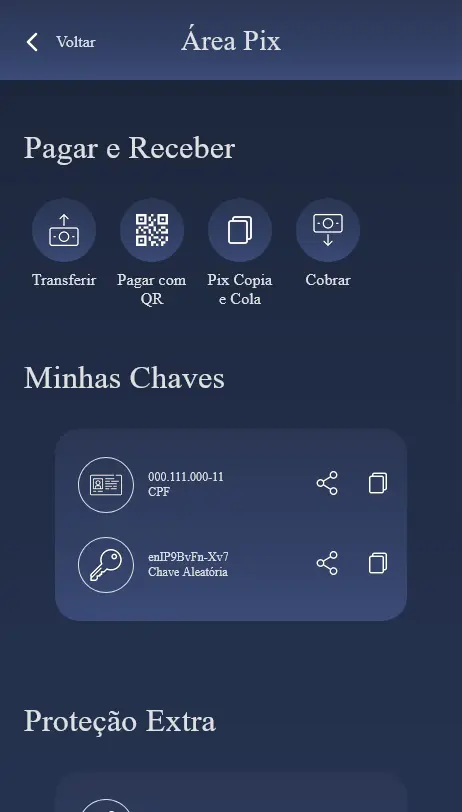 Voltar
Área Pix
Pagar e Receber
Transferir
Pagar com
QR
Pix Copia
e Cola
Cobrar
Minhas Chaves
000.111.000-11
CPF
enIP9BvFn-Xv7
Chave Aleatória
Proteção Extra